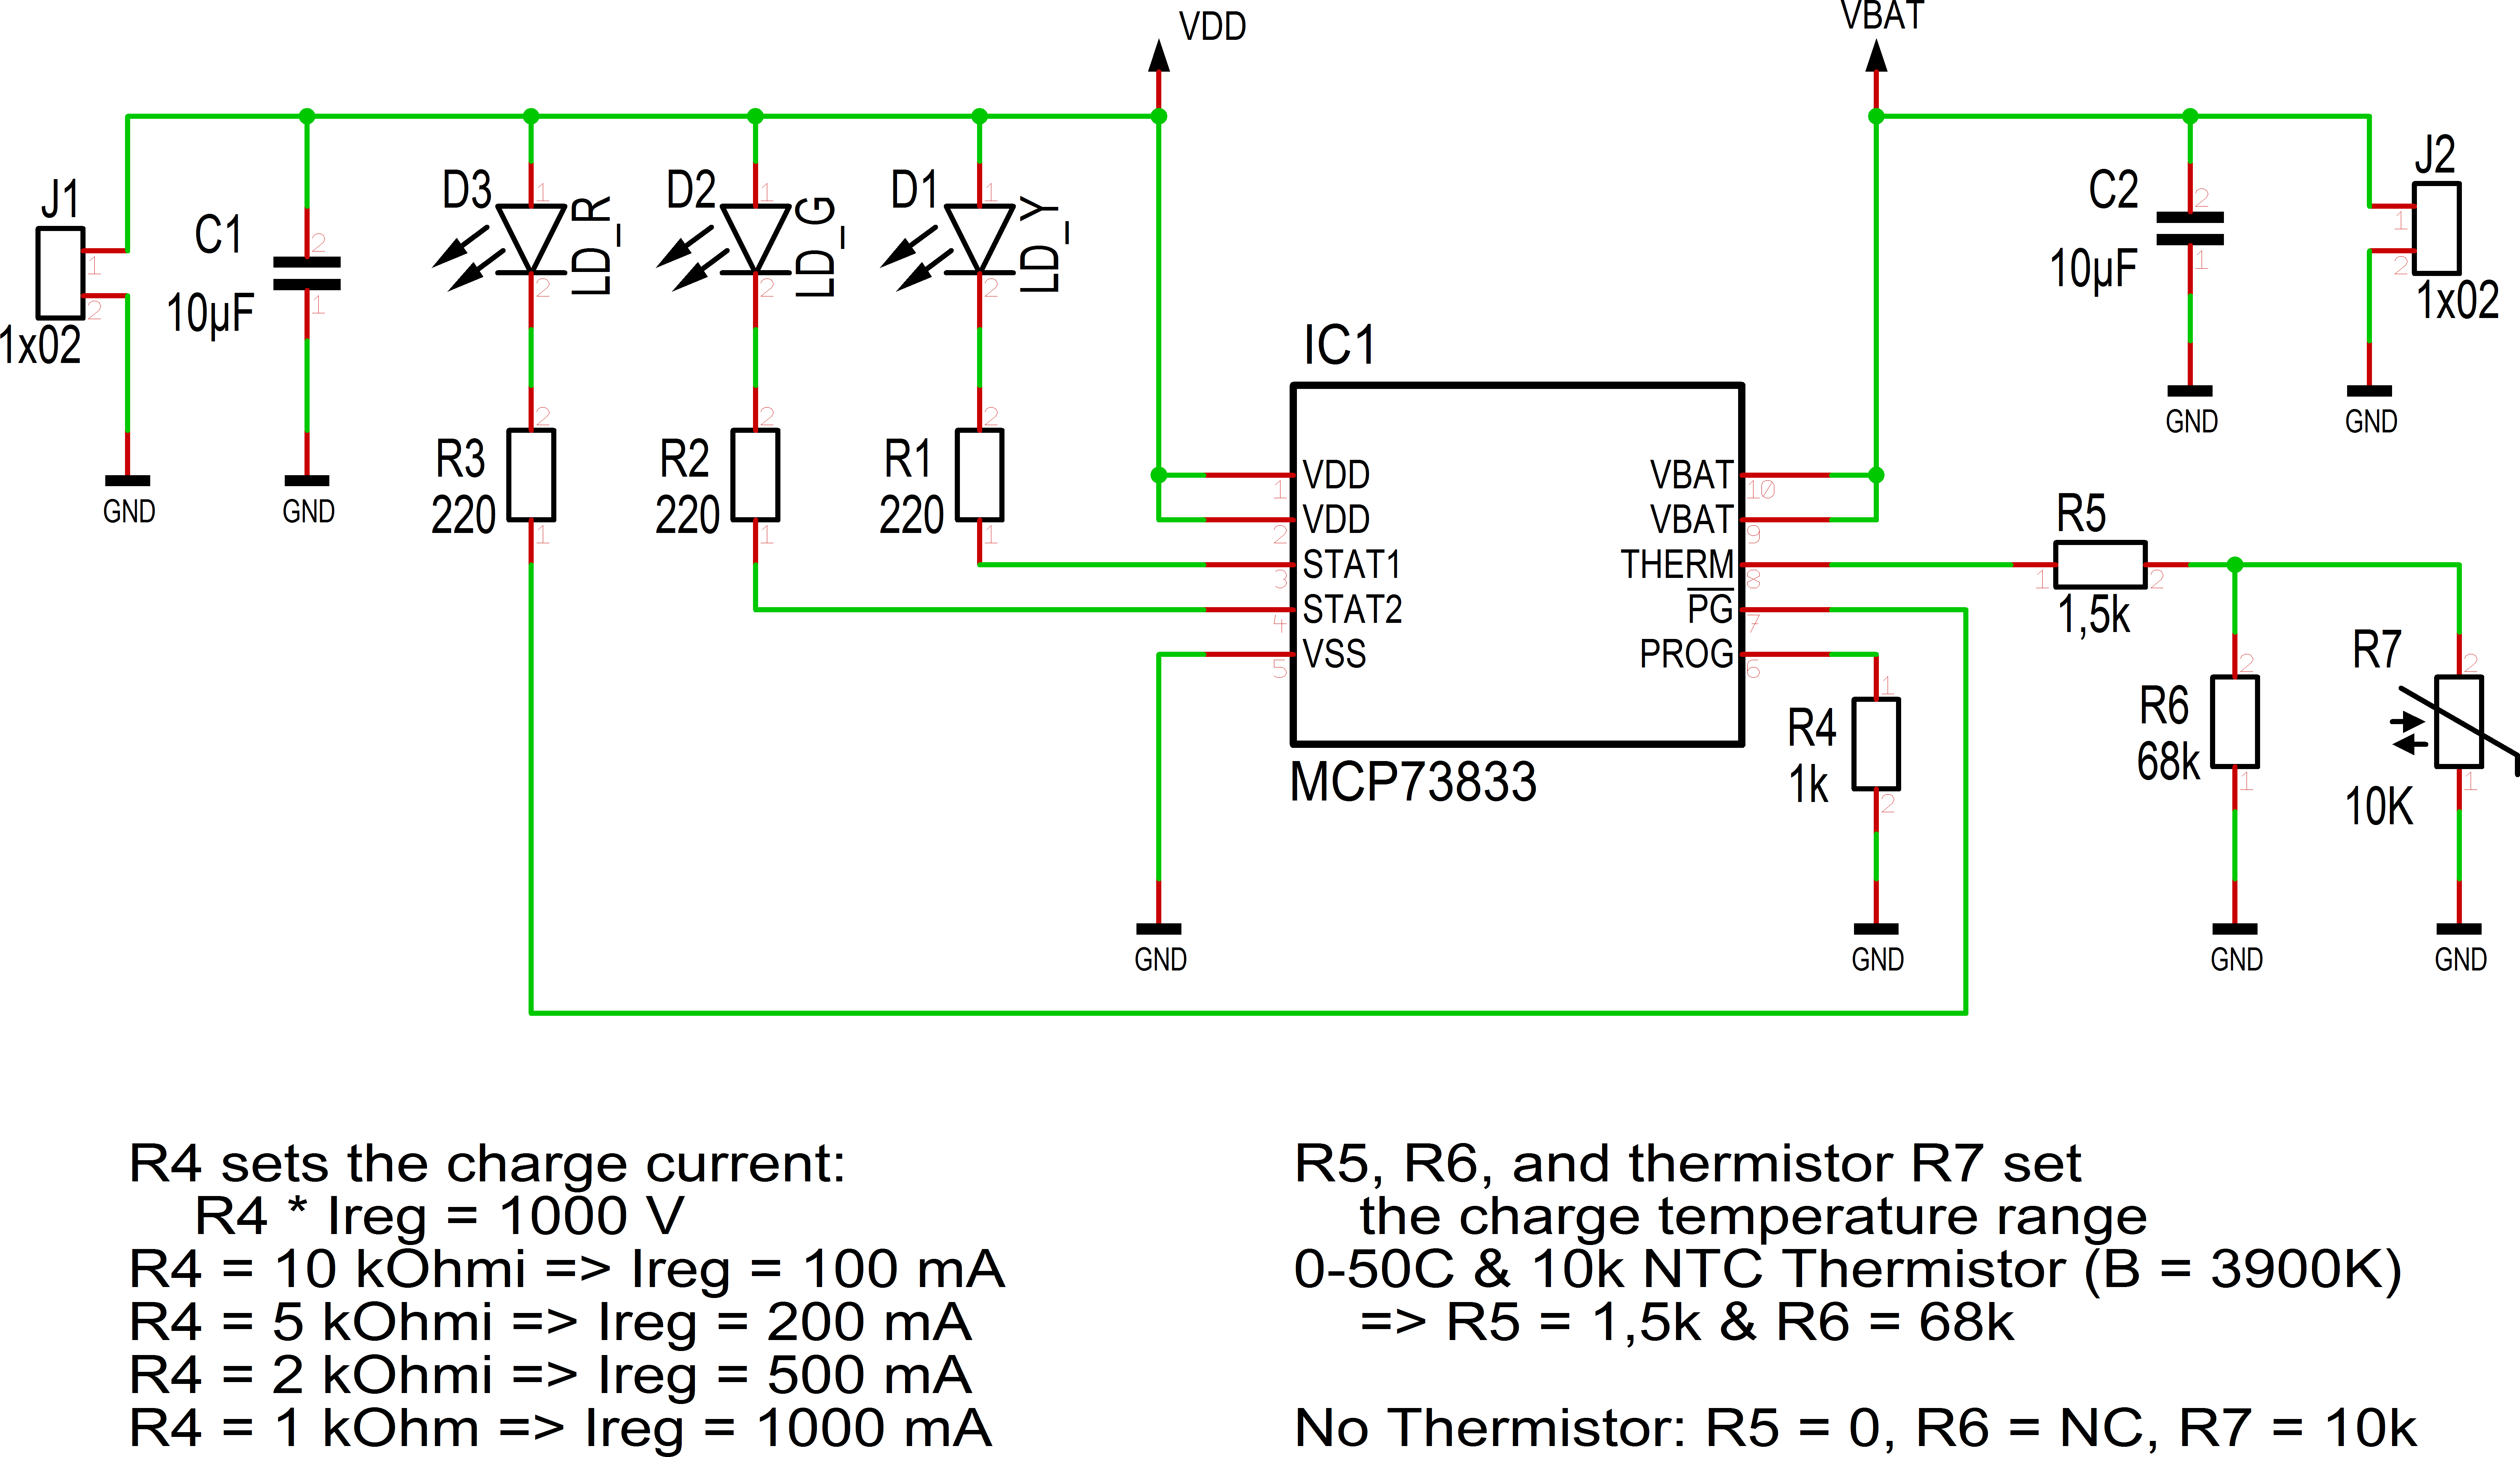 VDD
VBAT
J1
1
2
1x02
GND
C1
10µF
2
1
GND
D3
LD_R
1
2
R3
220
2
1
D2
LD_G
1
2
R2
220
2
1
D1
LD_Y
1
2
R1
220
2
1
C2
10µF
2
1
GND
J2
1
2
1x02
GND
IC1
VDD
1
VDD
2
STAT1
3
STAT2
4
VSS
5
VBAT
10
VBAT
9
THERM
8
PG
7
PROG
6
MCP73833
GND
R4
1k
1
2
GND
R5
1,5k
1
2
R6
68k
2
1
GND
R7
10K
2
1
GND
R4 sets the charge current:
R4 * Ireg = 1000 V
R4 = 10 kOhmi => Ireg = 100 mA
R4 = 5 kOhmi => Ireg = 200 mA
R4 = 2 kOhmi => Ireg = 500 mA
R4 = 1 kOhm => Ireg = 1000 mA
R5, R6, and thermistor R7 set
the charge temperature range
0-50C & 10k NTC Thermistor (B = 3900K)
=> R5 = 1,5k & R6 = 68k
No Thermistor: R5 = 0, R6 = NC, R7 = 10k